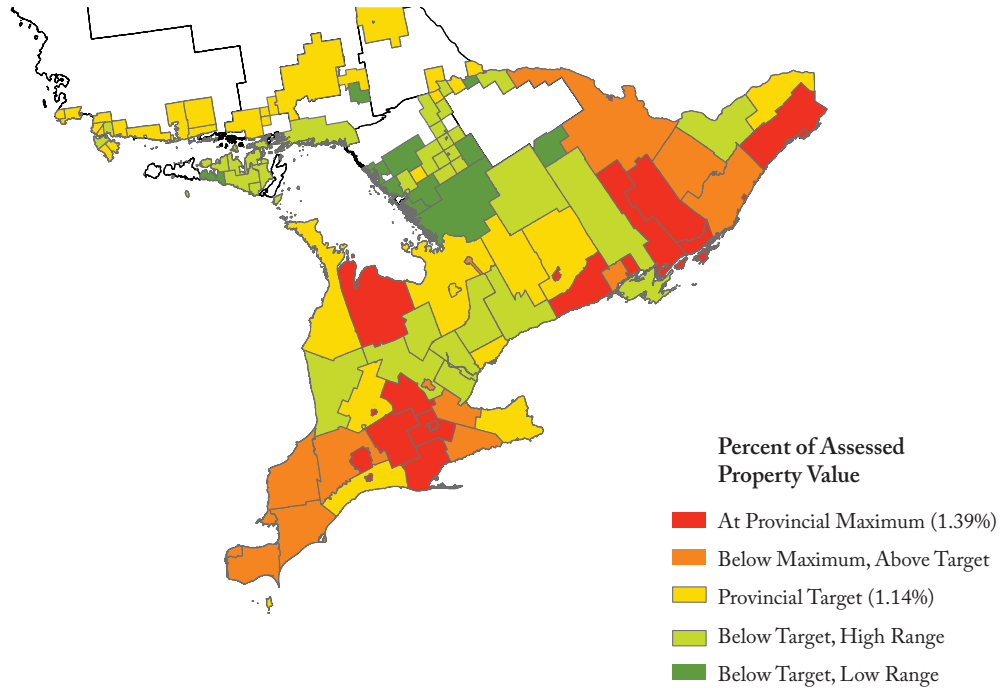 Percent of Assessed
Property Value
At Provincial Maximum (1.39%)
Below Maximum, Above Target
Provincial Target (1.14%)
Below Target, High Range
Below Target, Low Range